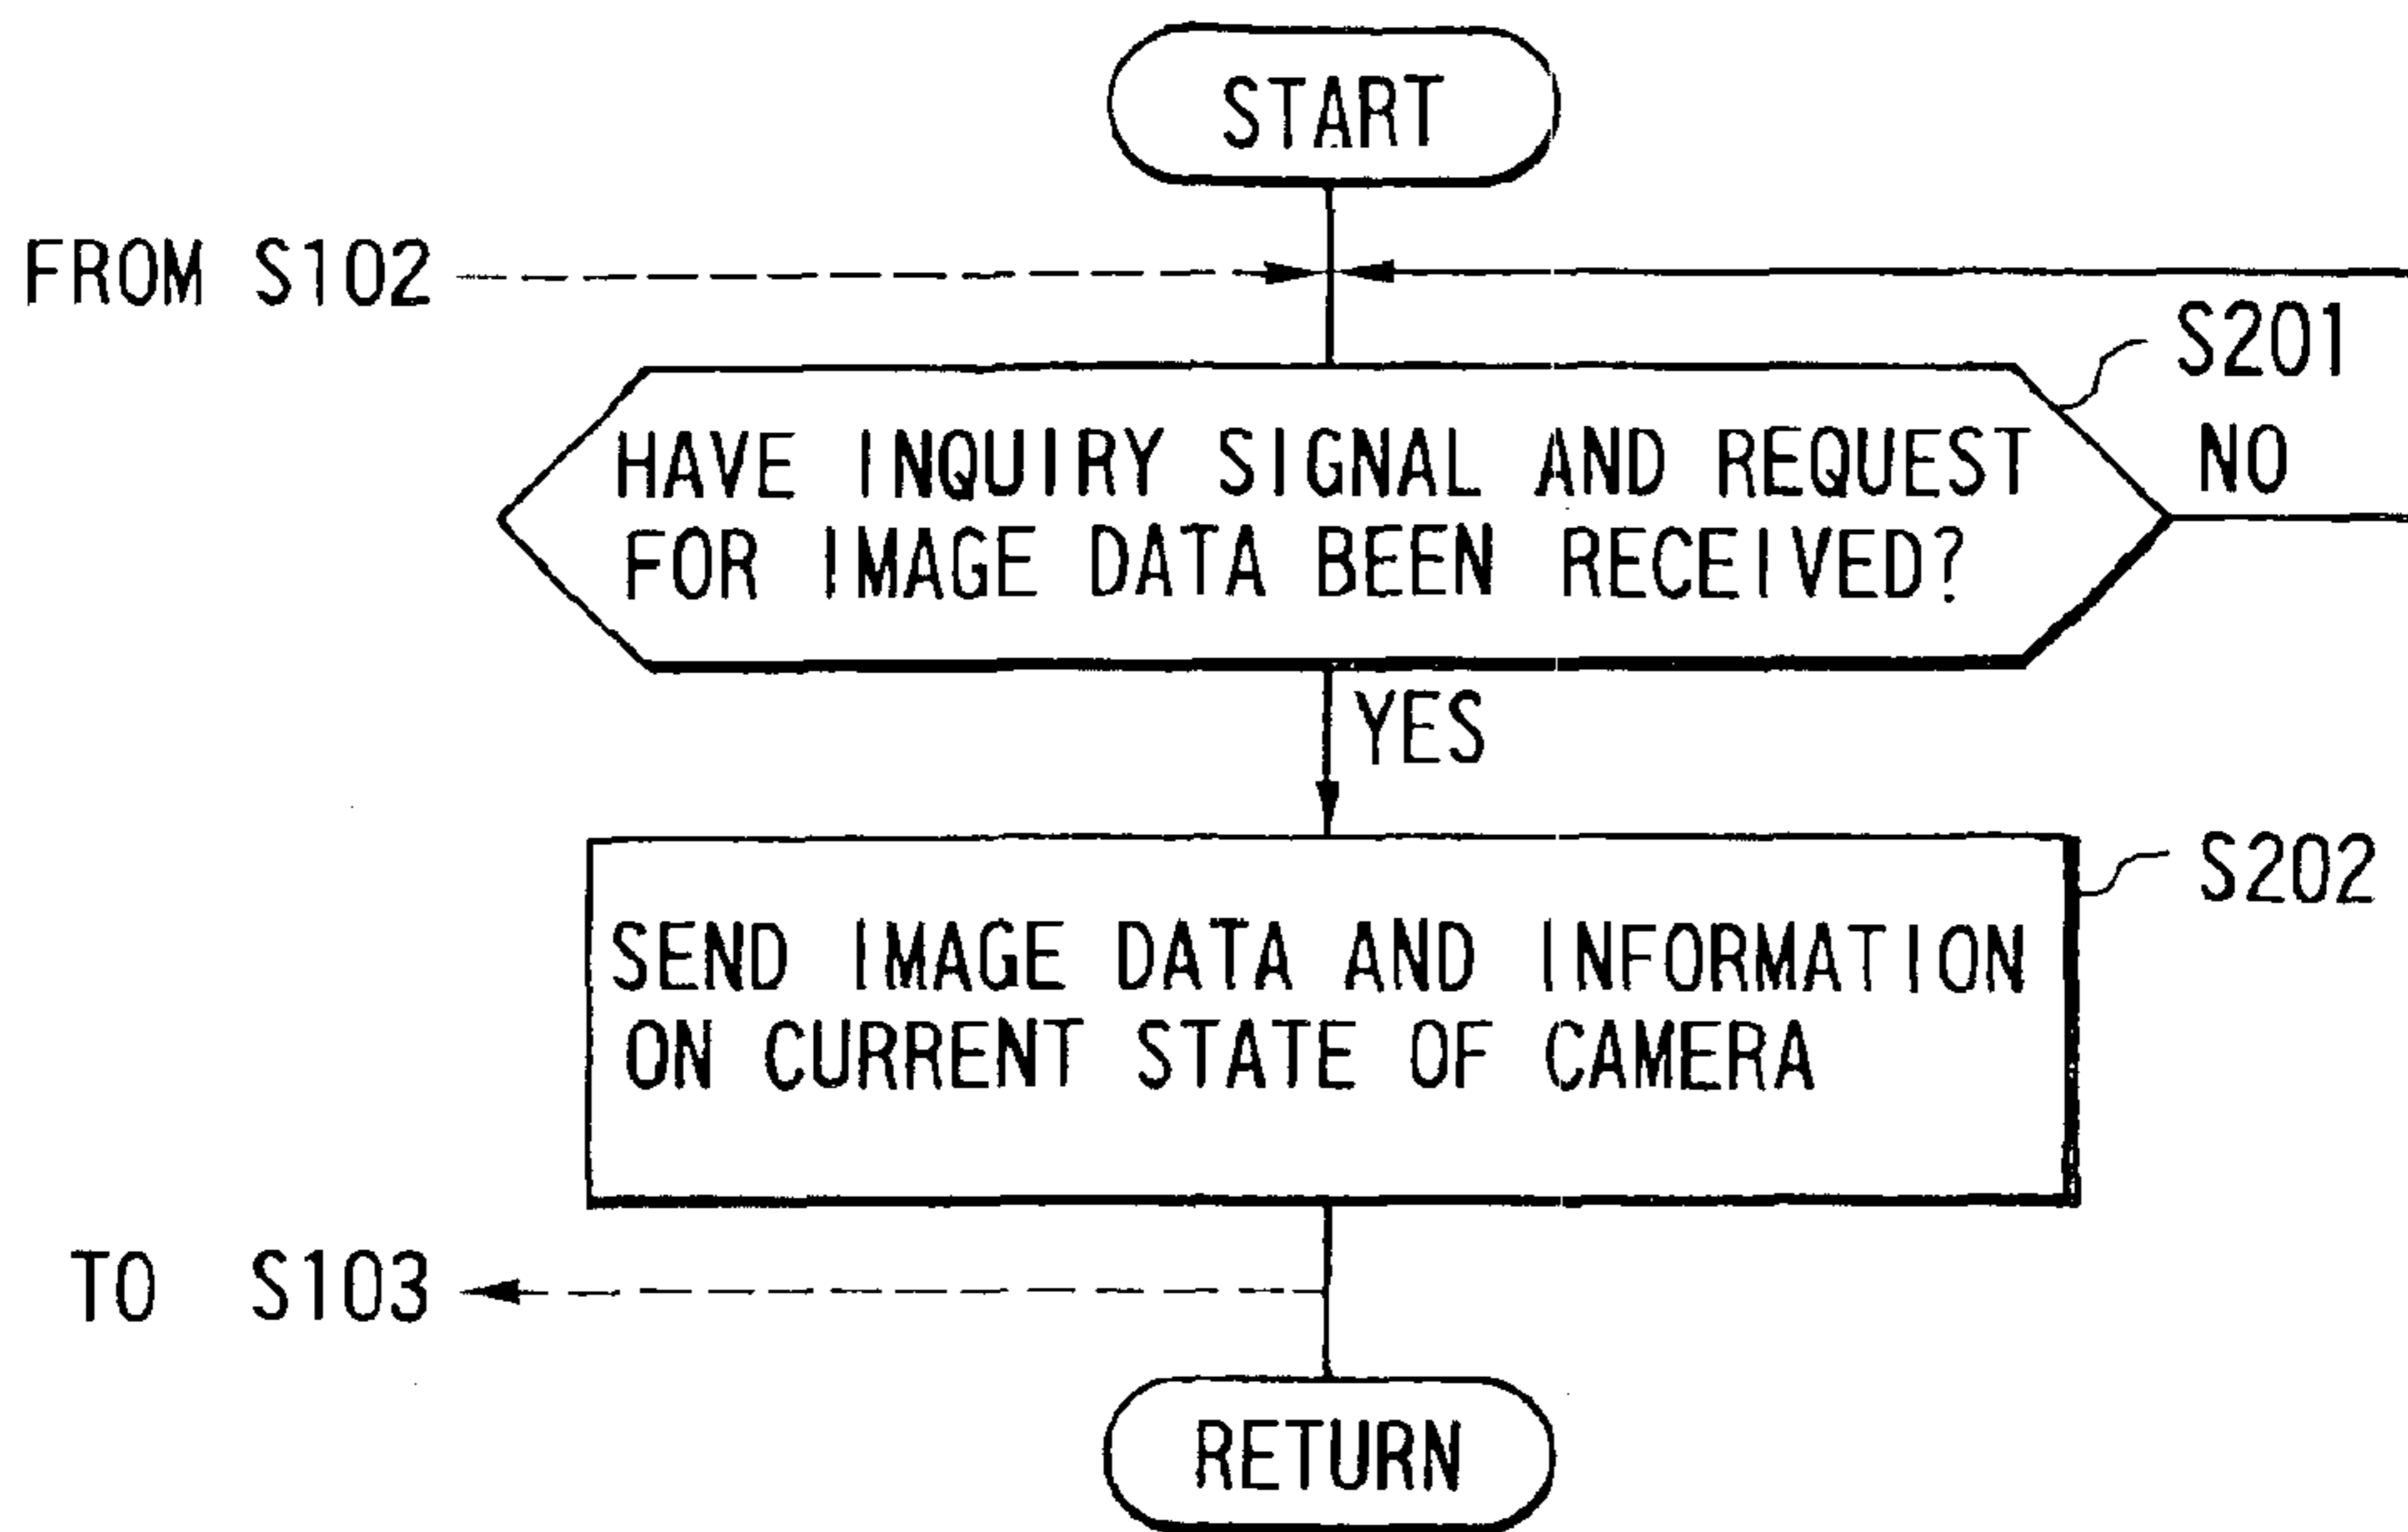 START
FROM S102
S201
HAVE INQUIRY SIGNAL AND REQUEST
FOR IMAGE DATA BEEN RECEIVED?
NO
YES
S202
SEND IMAGE DATA AND INFORMATION
ON CURRENT STATE OF CAMERA
TO S103
RETURN